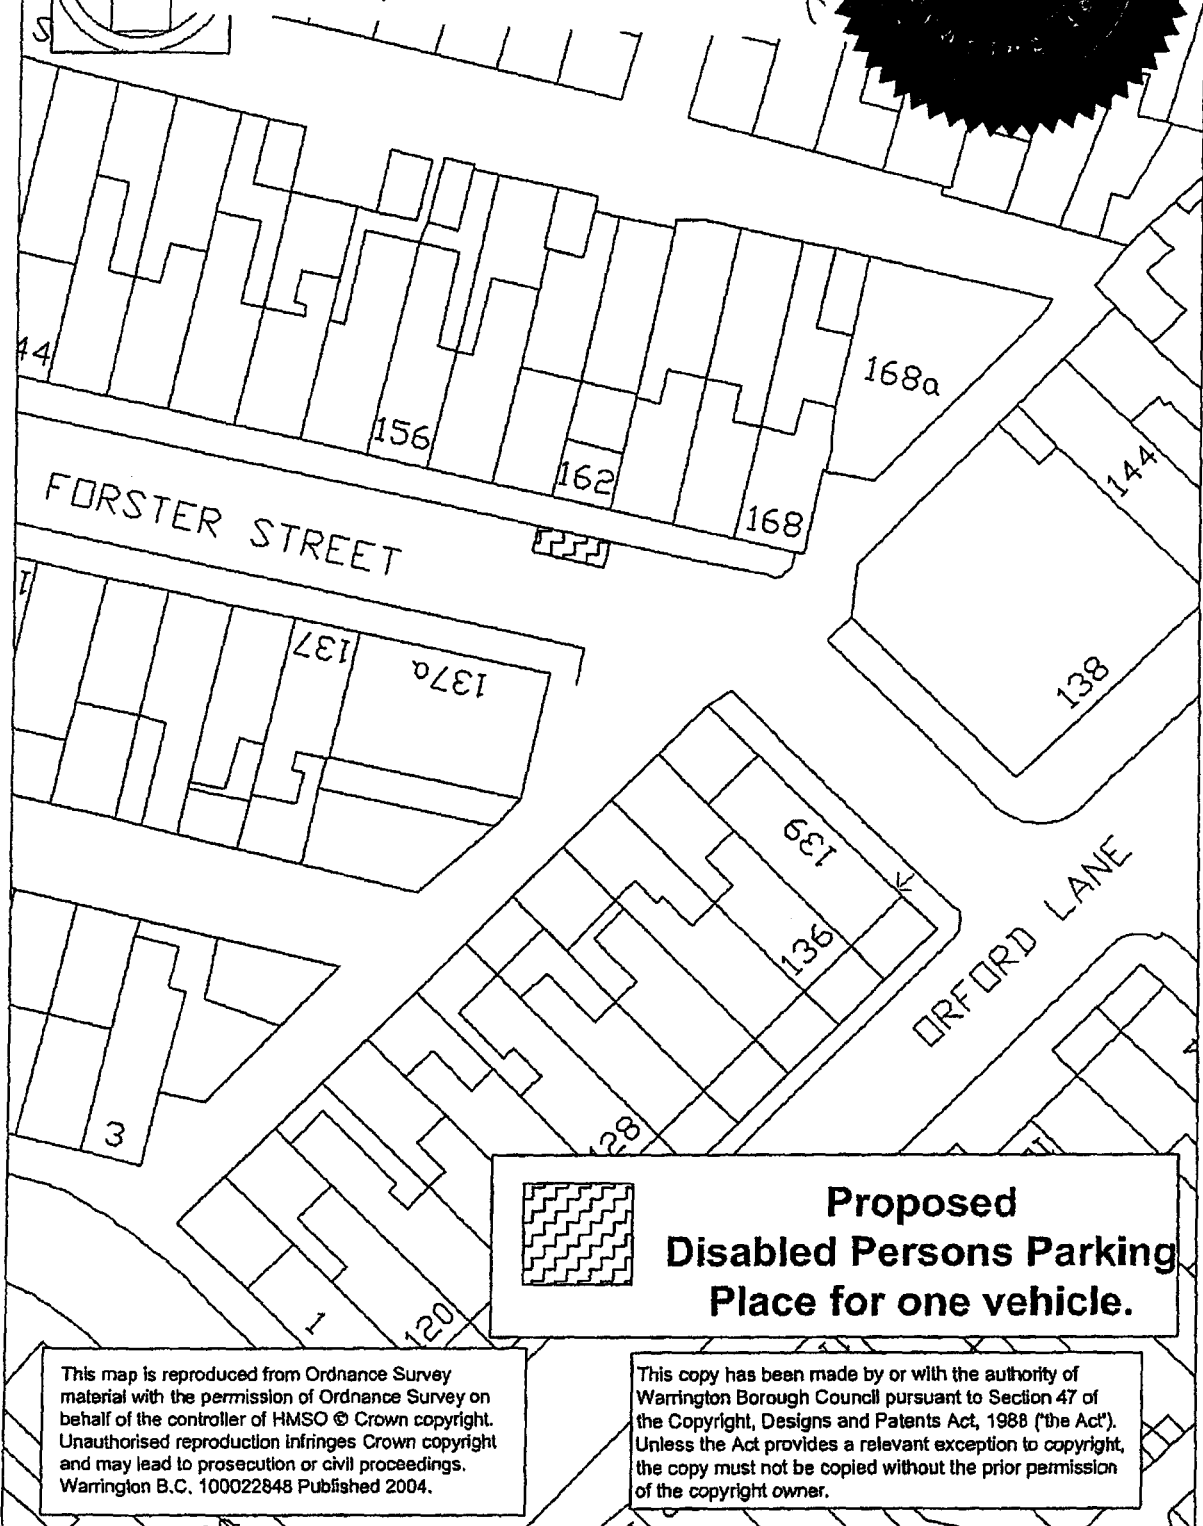 S
44
156
162
168
168a
144
FORSTER STREET
137
137a
138
139
136
ORFORD LANE
3
128
1
120
Proposed
Disabled Persons Parking
Place for one vehicle.
This map is reproduced from Ordnance Survey
material with the permission of Ordnance Survey on
behalf of the controller of HMSO © Crown copyright.
Unauthorised reproduction infringes Crown copyright
and may lead to prosecution or civil proceedings.
Warrington B.C. 100022848 Published 2004.
This copy has been made by or with the authority of
Warrington Borough Council pursuant to Section 47 of
the Copyright, Designs and Patents Act, 1988 ("the Act").
Unless the Act provides a relevant exception to copyright,
the copy must not be copied without the prior permission
of the copyright owner.